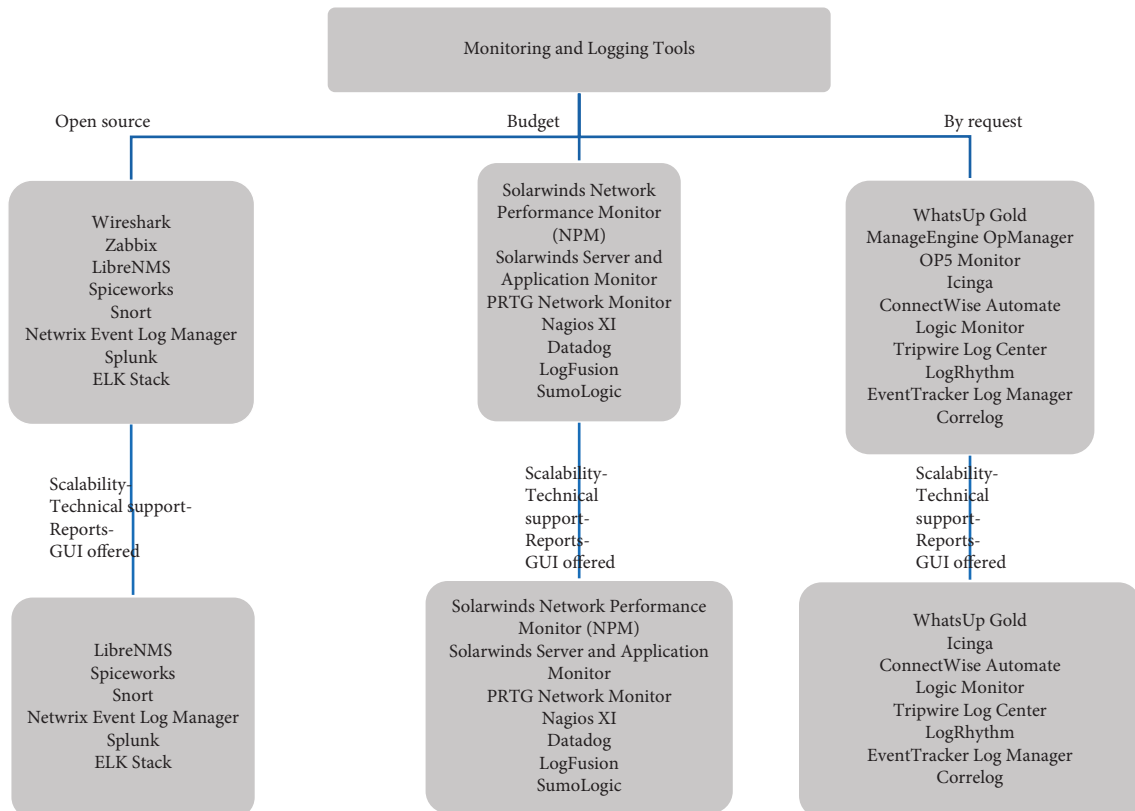 Monitoring and Logging Tools
Open source
Budget
By request
Wireshark
Zabbix
LibreNMS
Spiceworks
Snort
Netwrix Event Log Manager
Splunk
ELK Stack
Solarwinds Network
Performance Monitor
(NPM)
Solarwinds Server and
Application Monitor
PRTG Network Monitor
Nagios XI
Datadog
LogFusion
SumoLogic
WhatsUp Gold
ManageEngine OpManager
OP5 Monitor
Icinga
ConnectWise Automate
Logic Monitor
Tripwire Log Center
LogRhythm
EventTracker Log Manager
Correlog
Scalability-
Technical support-
Reports-
GUI offered
Scalability-
Technical
support-
Reports-
GUI offered
Scalability-
Technical
support-
Reports-
GUI offered
LibreNMS
Spiceworks
Snort
Netwrix Event Log Manager
Splunk
ELK Stack
Solarwinds Network Performance
Monitor (NPM)
Solarwinds Server and Application
Monitor
PRTG Network Monitor
Nagios XI
Datadog
LogFusion
SumoLogic
WhatsUp Gold
Icinga
ConnectWise Automate
Logic Monitor
Tripwire Log Center
LogRhythm
EventTracker Log Manager
Correlog